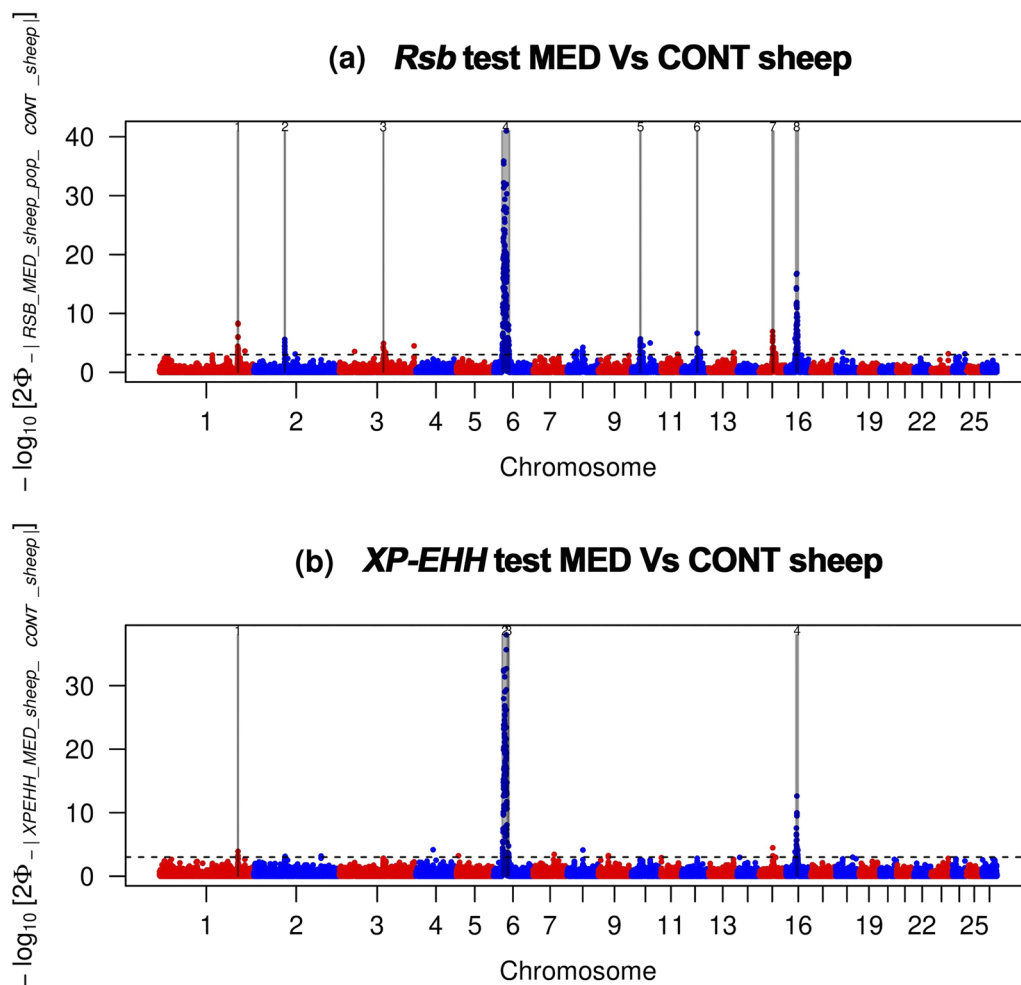 (a) Rsb test MED Vs CONT sheep
− log₁₀ [2Φ − | RSB_MED_sheep_pop_ CONT _sheep|]
1 2 3 4 5 6 7 8
40
30
20
10
0
1 2 3 4 5 6 7 9 11 13 16 19 22 25
Chromosome
(b) XP-EHH test MED Vs CONT sheep
− log₁₀ [2Φ − | XPEHH_MED_sheep_ CONT _sheep|]
1 2 3 4
30
20
10
0
1 2 3 4 5 6 7 9 11 13 16 19 22 25
Chromosome